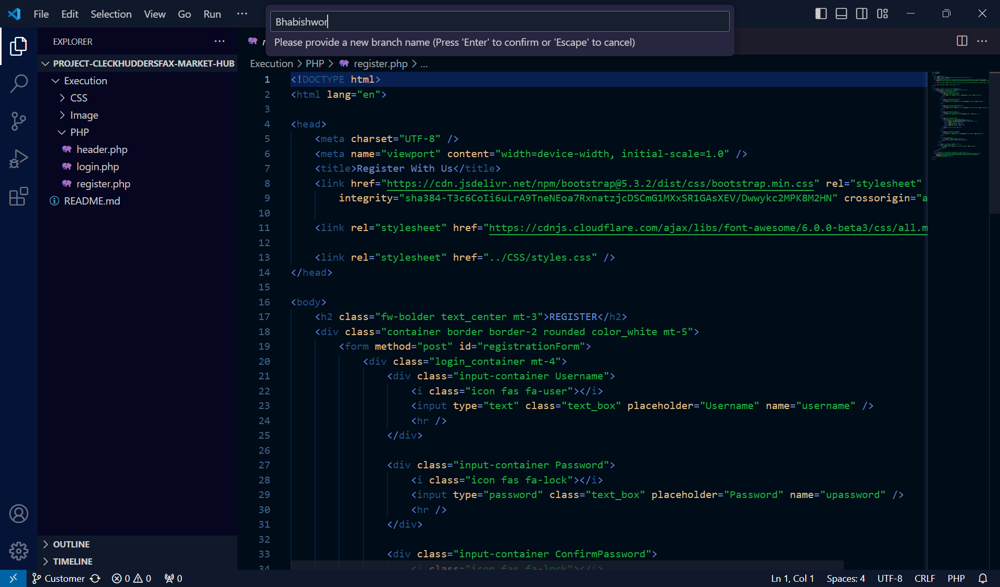 File Edit Selection View Go Run ···
Bhabishwor
Please provide a new branch name (Press 'Enter' to confirm or 'Escape' to cancel)
EXPLORER
PROJECT-CLECKHUDDERSFAX-MARKET-HUB
Execution
CSS
Image
PHP
header.php
login.php
register.php
README.md
OUTLINE
TIMELINE
Execution > PHP > register.php > ...
1 <!DOCTYPE html>
2 <html lang="en">
3
4 <head>
5 <meta charset="UTF-8" />
6 <meta name="viewport" content="width=device-width, initial-scale=1.0" />
7 <title>Register With Us</title>
8 <link href="https://cdn.jsdelivr.net/npm/bootstrap@5.3.2/dist/css/bootstrap.min.css" rel="stylesheet"
9 integrity="sha384-T3c6CoIi6uLrA9TneNEoa7RxnatzjcDSCmG1MXxSR1GAsXEV/Dwwykc2MPK8M2HN" crossorigin="a
10
11 <link rel="stylesheet" href="https://cdnjs.cloudflare.com/ajax/libs/font-awesome/6.0.0-beta3/css/all.m
12
13 <link rel="stylesheet" href="../CSS/styles.css" />
14 </head>
15
16 <body>
17 <h2 class="fw-bolder text_center mt-3">REGISTER</h2>
18 <div class="container border border-2 rounded color_white mt-5">
19 <form method="post" id="registrationForm">
20 <div class="login_container mt-4">
21 <div class="input-container Username">
22 <i class="icon fas fa-user"></i>
23 <input type="text" class="text_box" placeholder="Username" name="username" />
24 <hr />
25 </div>
26
27 <div class="input-container Password">
28 <i class="icon fas fa-lock"></i>
29 <input type="password" class="text_box" placeholder="Password" name="upassword" />
30 <hr />
31 </div>
32
33 <div class="input-container ConfirmPassword">
34 <i class="icon fas fa-lock"></i>
Customer 0 0 0
Ln 1, Col 1 Spaces: 4 UTF-8 CRLF PHP